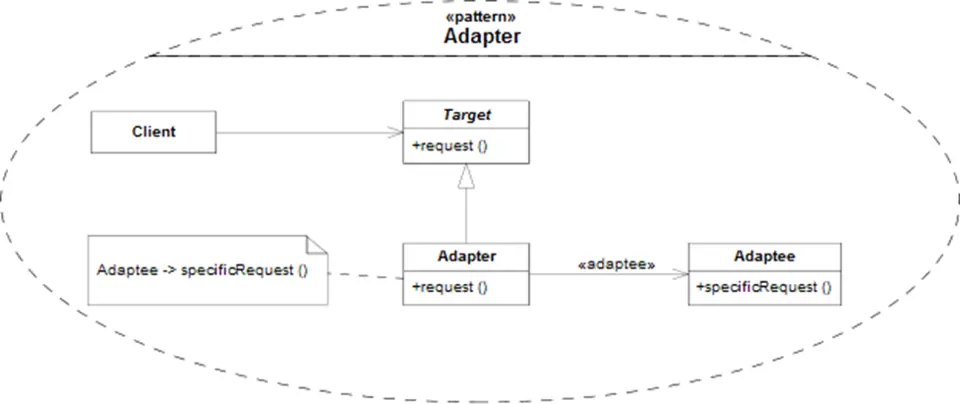 «pattern»
Adapter
Client
Target
+request ()
Adaptee -> specificRequest ()
Adapter
+request ()
«adaptee»
Adaptee
+specificRequest ()